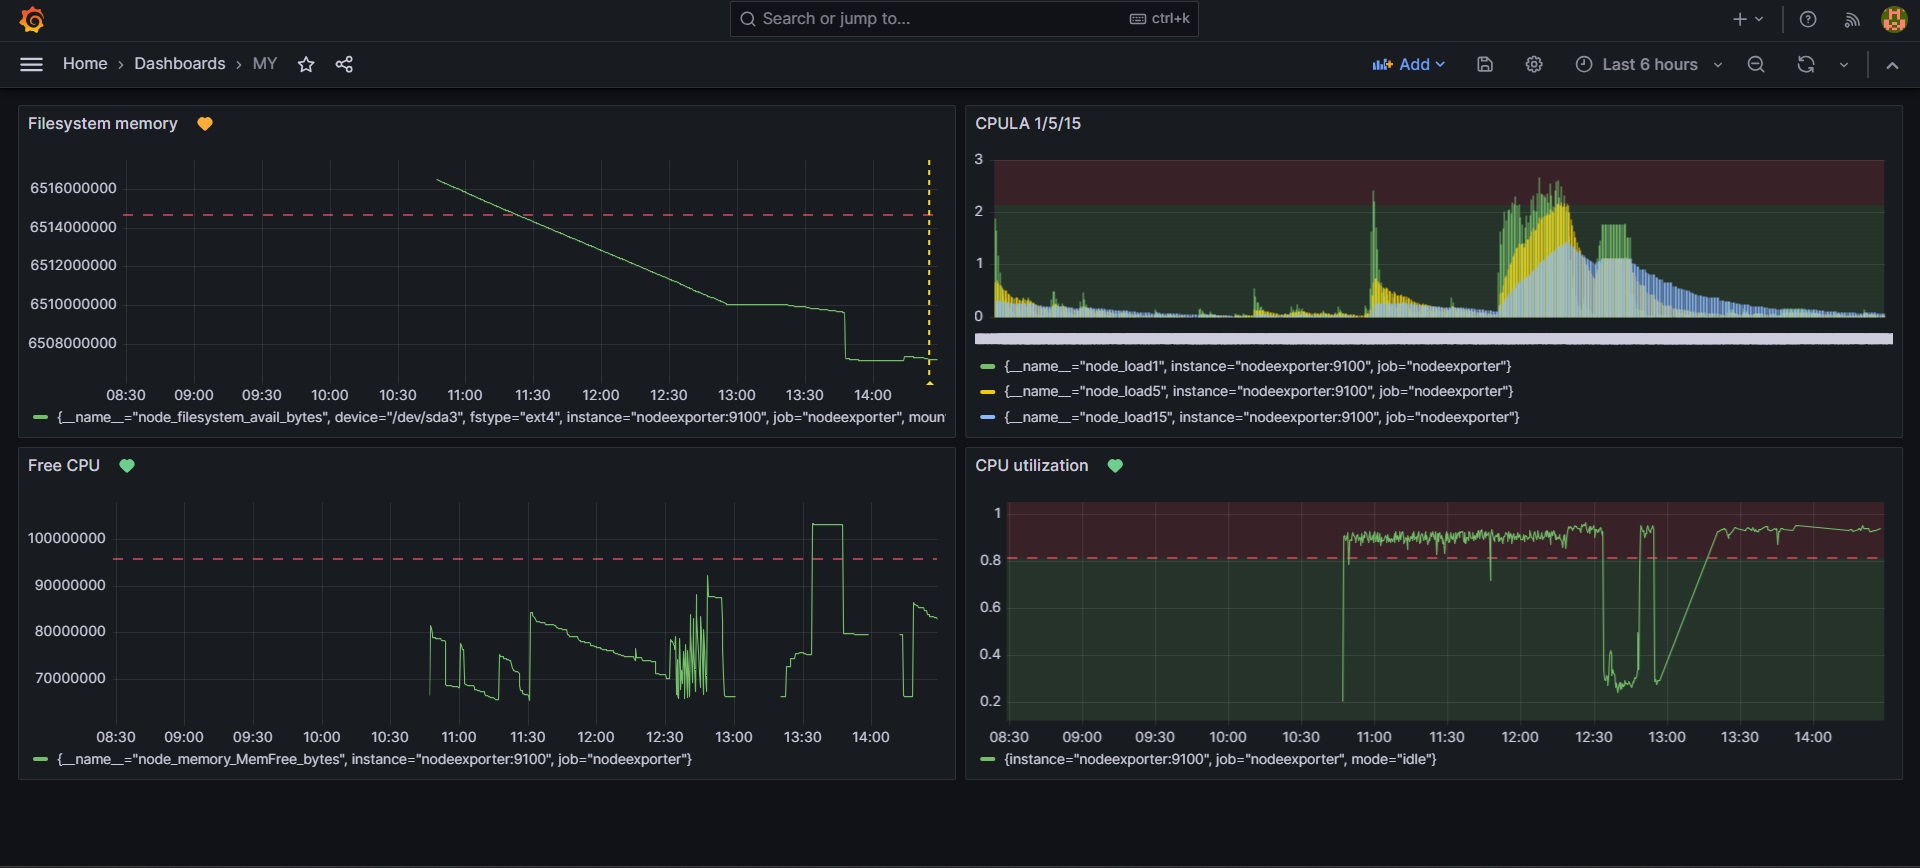 Search or jump to...
ctrl+k
Home › Dashboards › MY
Add
Last 6 hours
Filesystem memory
6516000000
6514000000
6512000000
6510000000
6508000000
08:30 09:00 09:30 10:00 10:30 11:00 11:30 12:00 12:30 13:00 13:30 14:00
{__name__="node_filesystem_avail_bytes", device="/dev/sda3", fstype="ext4", instance="nodeexporter:9100", job="nodeexporter", moun
CPULA 1/5/15
3
2
1
0
{__name__="node_load1", instance="nodeexporter:9100", job="nodeexporter"}
{__name__="node_load5", instance="nodeexporter:9100", job="nodeexporter"}
{__name__="node_load15", instance="nodeexporter:9100", job="nodeexporter"}
Free CPU
100000000
90000000
80000000
70000000
08:30 09:00 09:30 10:00 10:30 11:00 11:30 12:00 12:30 13:00 13:30 14:00
{__name__="node_memory_MemFree_bytes", instance="nodeexporter:9100", job="nodeexporter"}
CPU utilization
1
0.8
0.6
0.4
0.2
08:30 09:00 09:30 10:00 10:30 11:00 11:30 12:00 12:30 13:00 13:30 14:00
{instance="nodeexporter:9100", job="nodeexporter", mode="idle"}